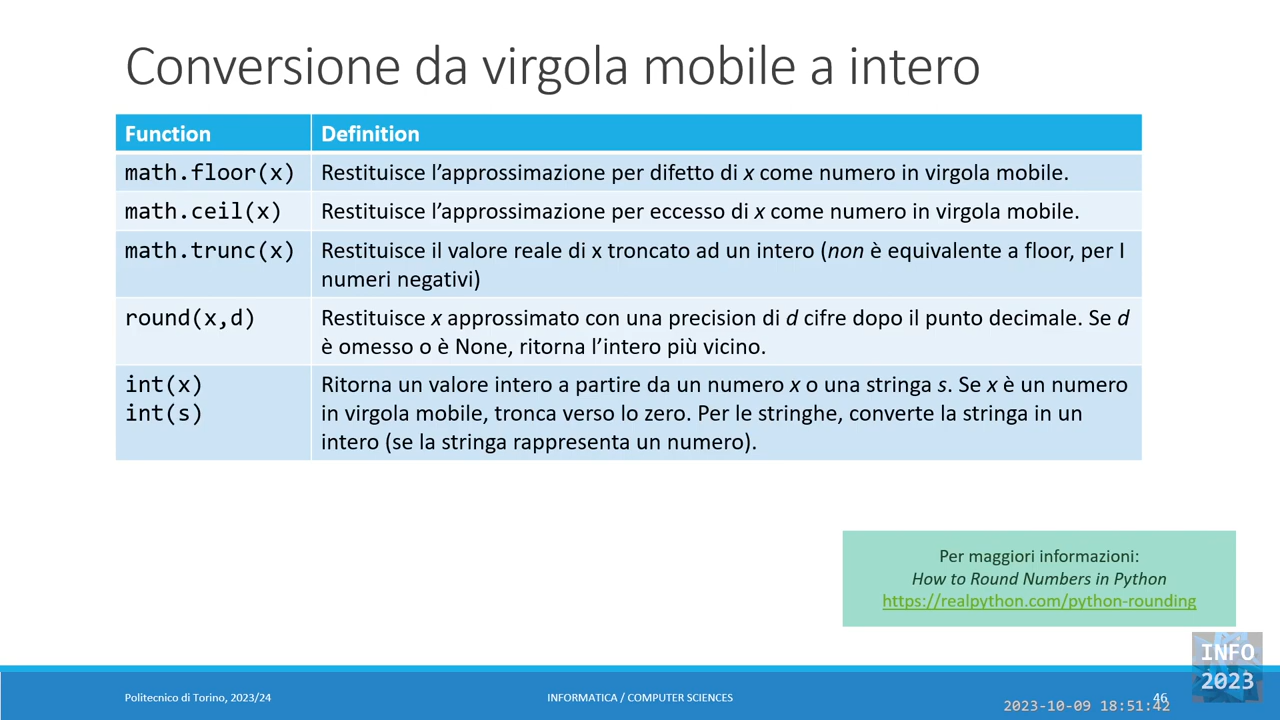 Conversione da virgola mobile a intero
Function Definition
math.floor(x) Restituisce l’approssimazione per difetto di x come numero in virgola mobile.
math.ceil(x) Restituisce l’approssimazione per eccesso di x come numero in virgola mobile.
math.trunc(x) Restituisce il valore reale di x troncato ad un intero (non è equivalente a floor, per I
numeri negativi)
round(x,d) Restituisce x approssimato con una precision di d cifre dopo il punto decimale. Se d
è omesso o è None, ritorna l’intero più vicino.
int(x) Ritorna un valore intero a partire da un numero x o una stringa s. Se x è un numero
int(s) in virgola mobile, tronca verso lo zero. Per le stringhe, converte la stringa in un
intero (se la stringa rappresenta un numero).
Per maggiori informazioni:
How to Round Numbers in Python
https://realpython.com/python-rounding
INFO
2023
Politecnico di Torino, 2023/24 INFORMATICA / COMPUTER SCIENCES 46
2023-10-09 18:51:42